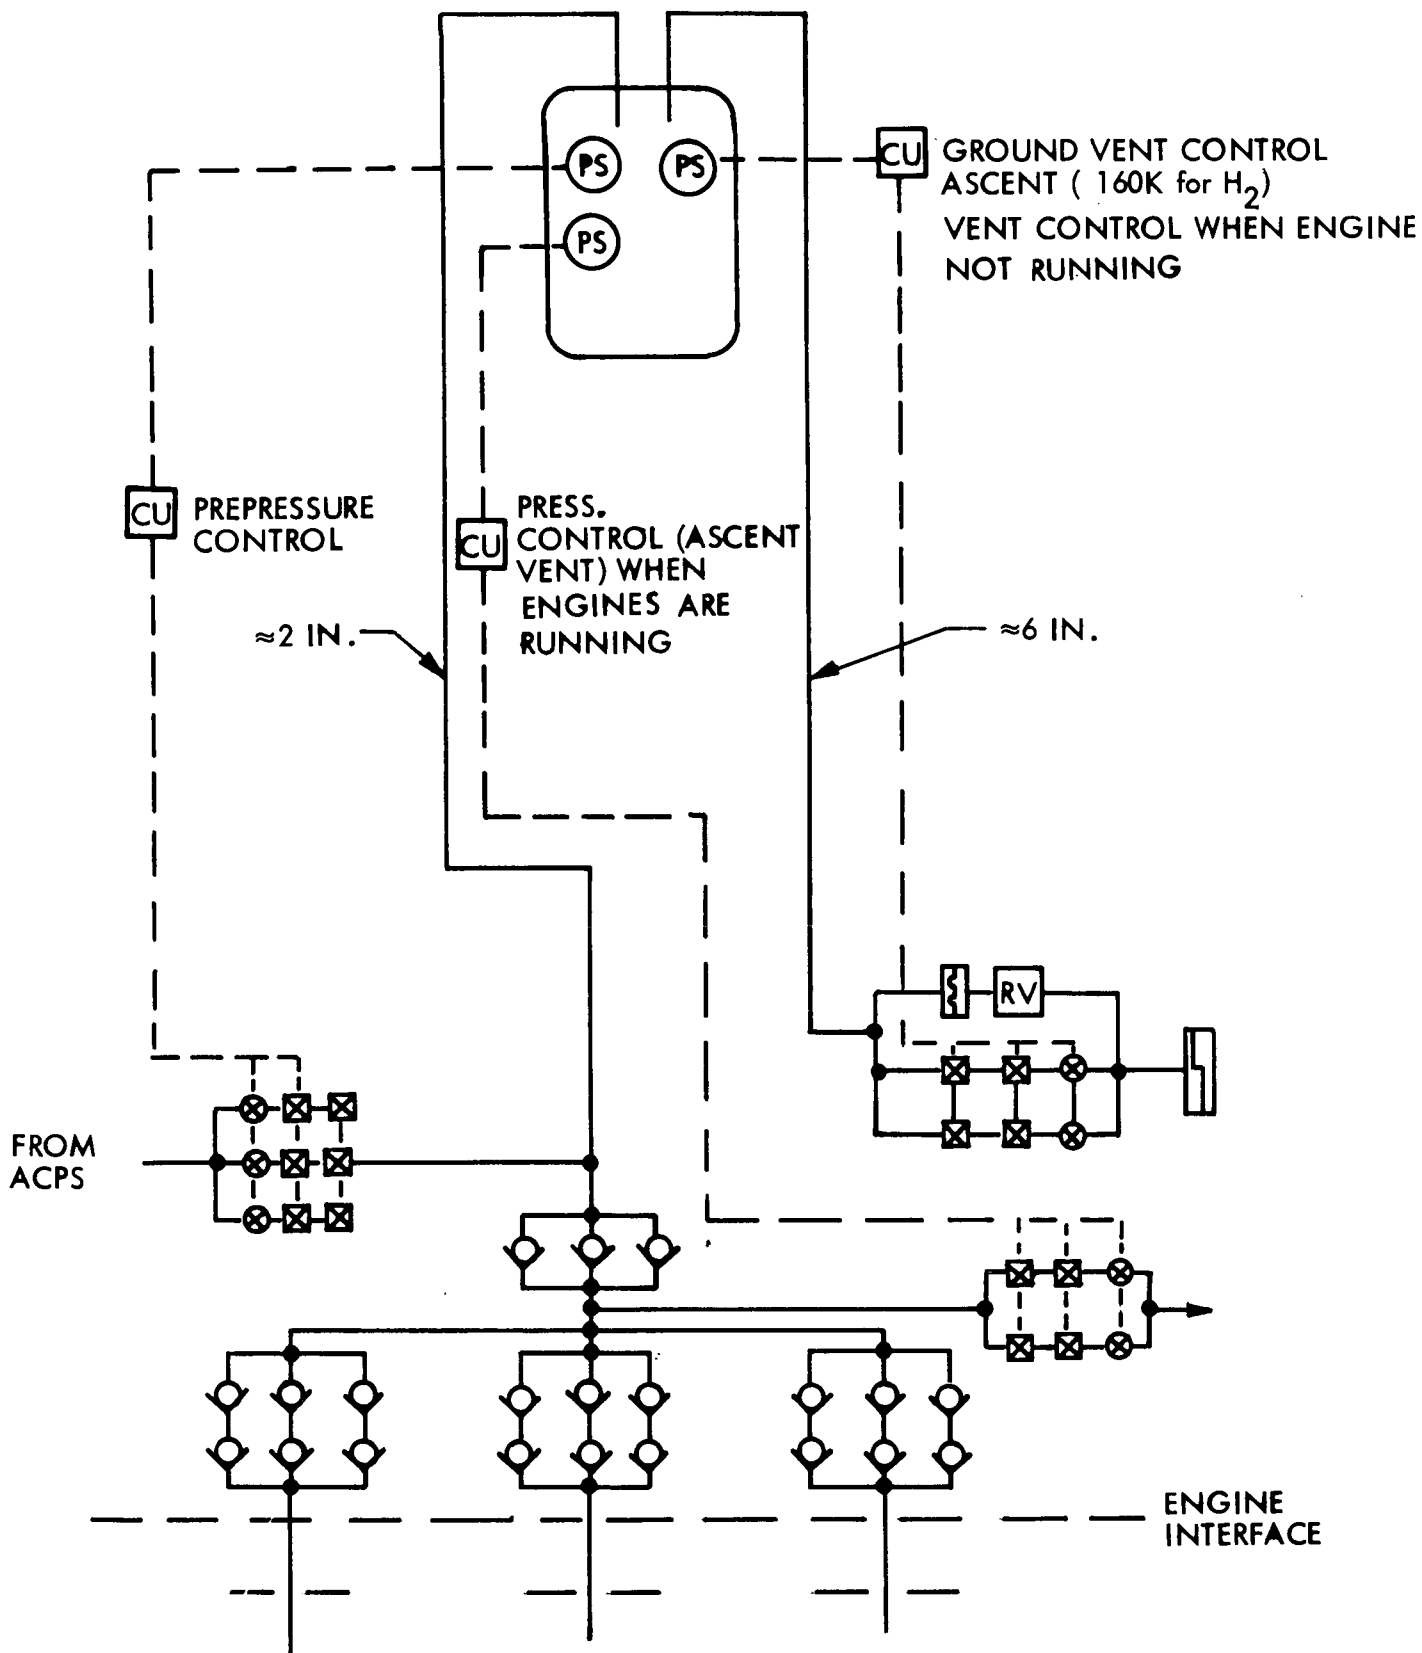 PS
PS
PS
CU
GROUND VENT CONTROL
ASCENT ( 160K for H2)
VENT CONTROL WHEN ENGINE
NOT RUNNING
CU
PREPRESSURE
CONTROL
CU
PRESS.
CONTROL (ASCENT
VENT) WHEN
ENGINES ARE
RUNNING
≈2 IN.
≈6 IN.
RV
FROM
ACPS
ENGINE
INTERFACE